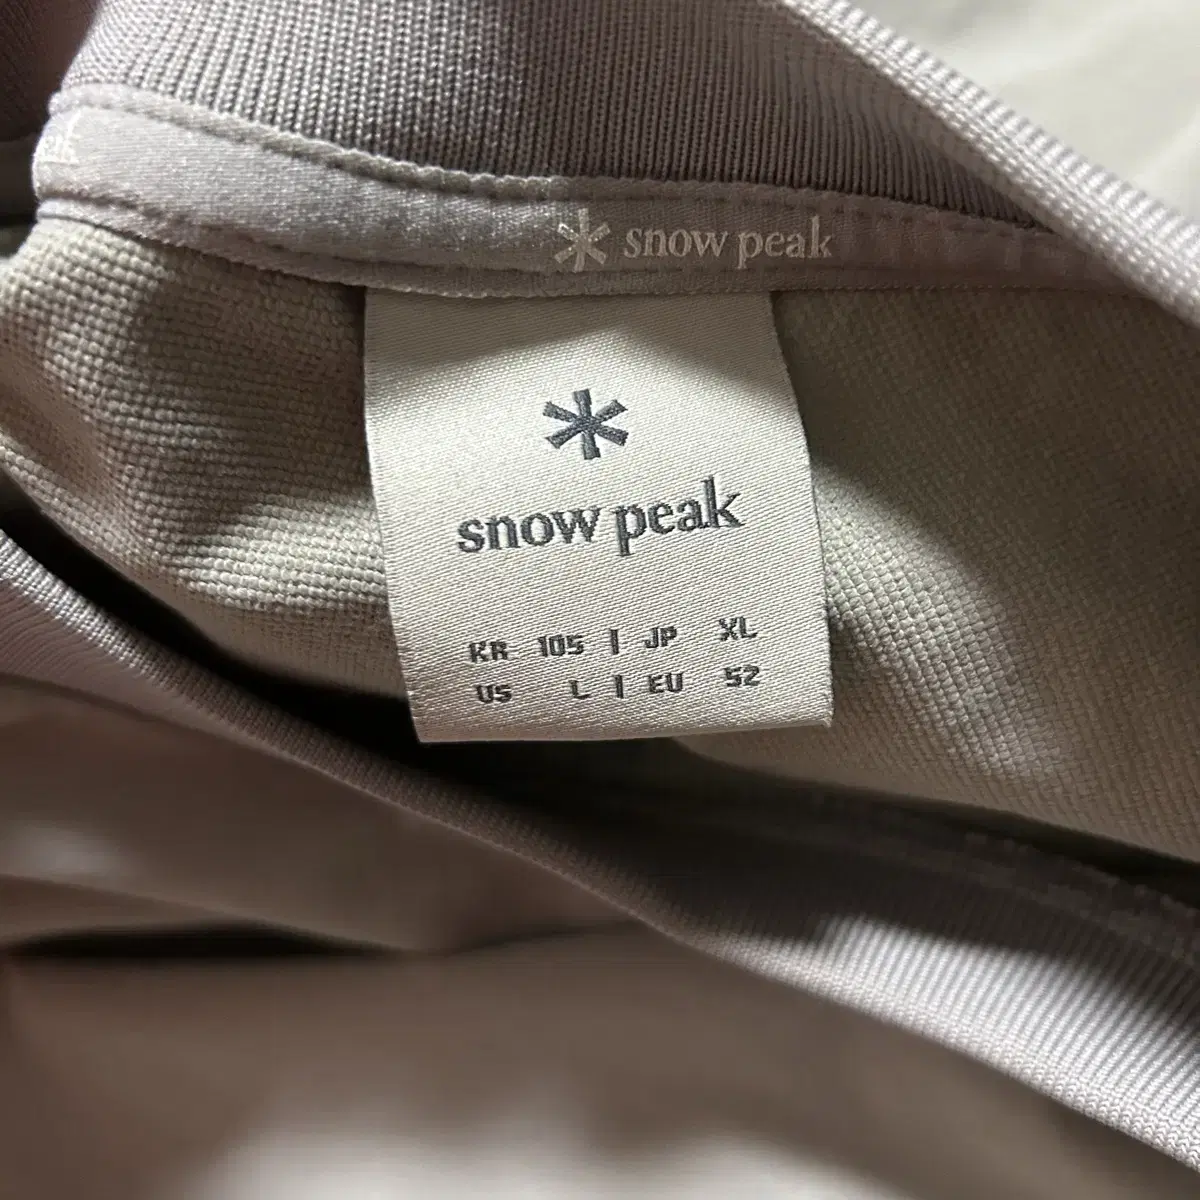 snow peak
snow peak
KR 105 | JP XL
US L | EU 52